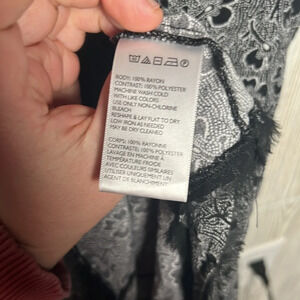 BODY: 100% RAYON
CONTRAST: 100% POLYESTER
MACHINE WASH COLD
WITH LIKE COLORS
USE ONLY NON-CHLORINE
BLEACH
RESHAPE & LAY FLAT TO DRY
LOW IRON AS NEEDED
MAY BE DRY CLEANED
CORPS: 100% RAYONNE
CONTRASTE: 100% POLYESTER
LAVAGE EN MACHINE À
TEMPÉRATURE FROIDE
AVEC COULEURS SIMILAIRES
UTILISER UNIQUEMENT UN
AGENT DE BLANCHIMENT